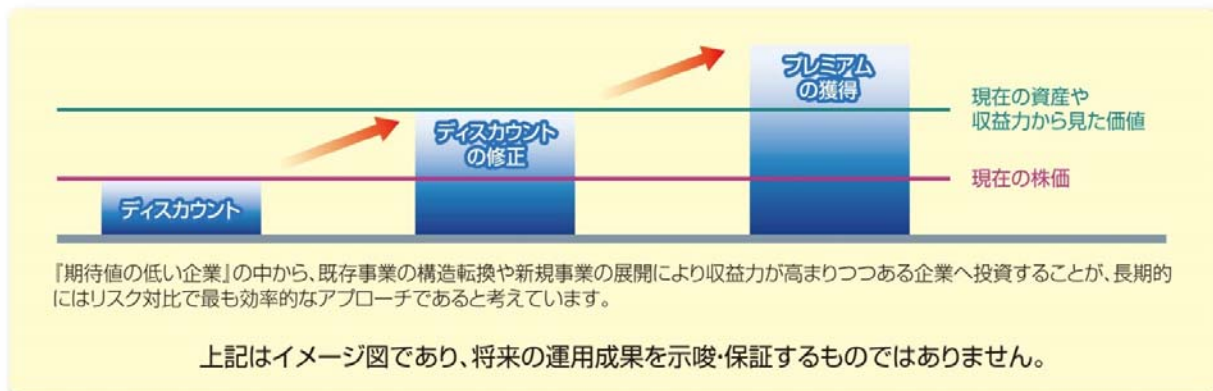 プレミアム
の獲得
現在の資産や
収益力から見た価値
ディスカウント
の修正
現在の株価
ディスカウント
『期待値の低い企業』の中から、既存事業の構造転換や新規事業の展開により収益力が高まりつつある企業へ投資することが、長期的
にはリスク対比で最も効率的なアプローチであると考えています。
上記はイメージ図であり、将来の運用成果を示唆・保証するものではありません。